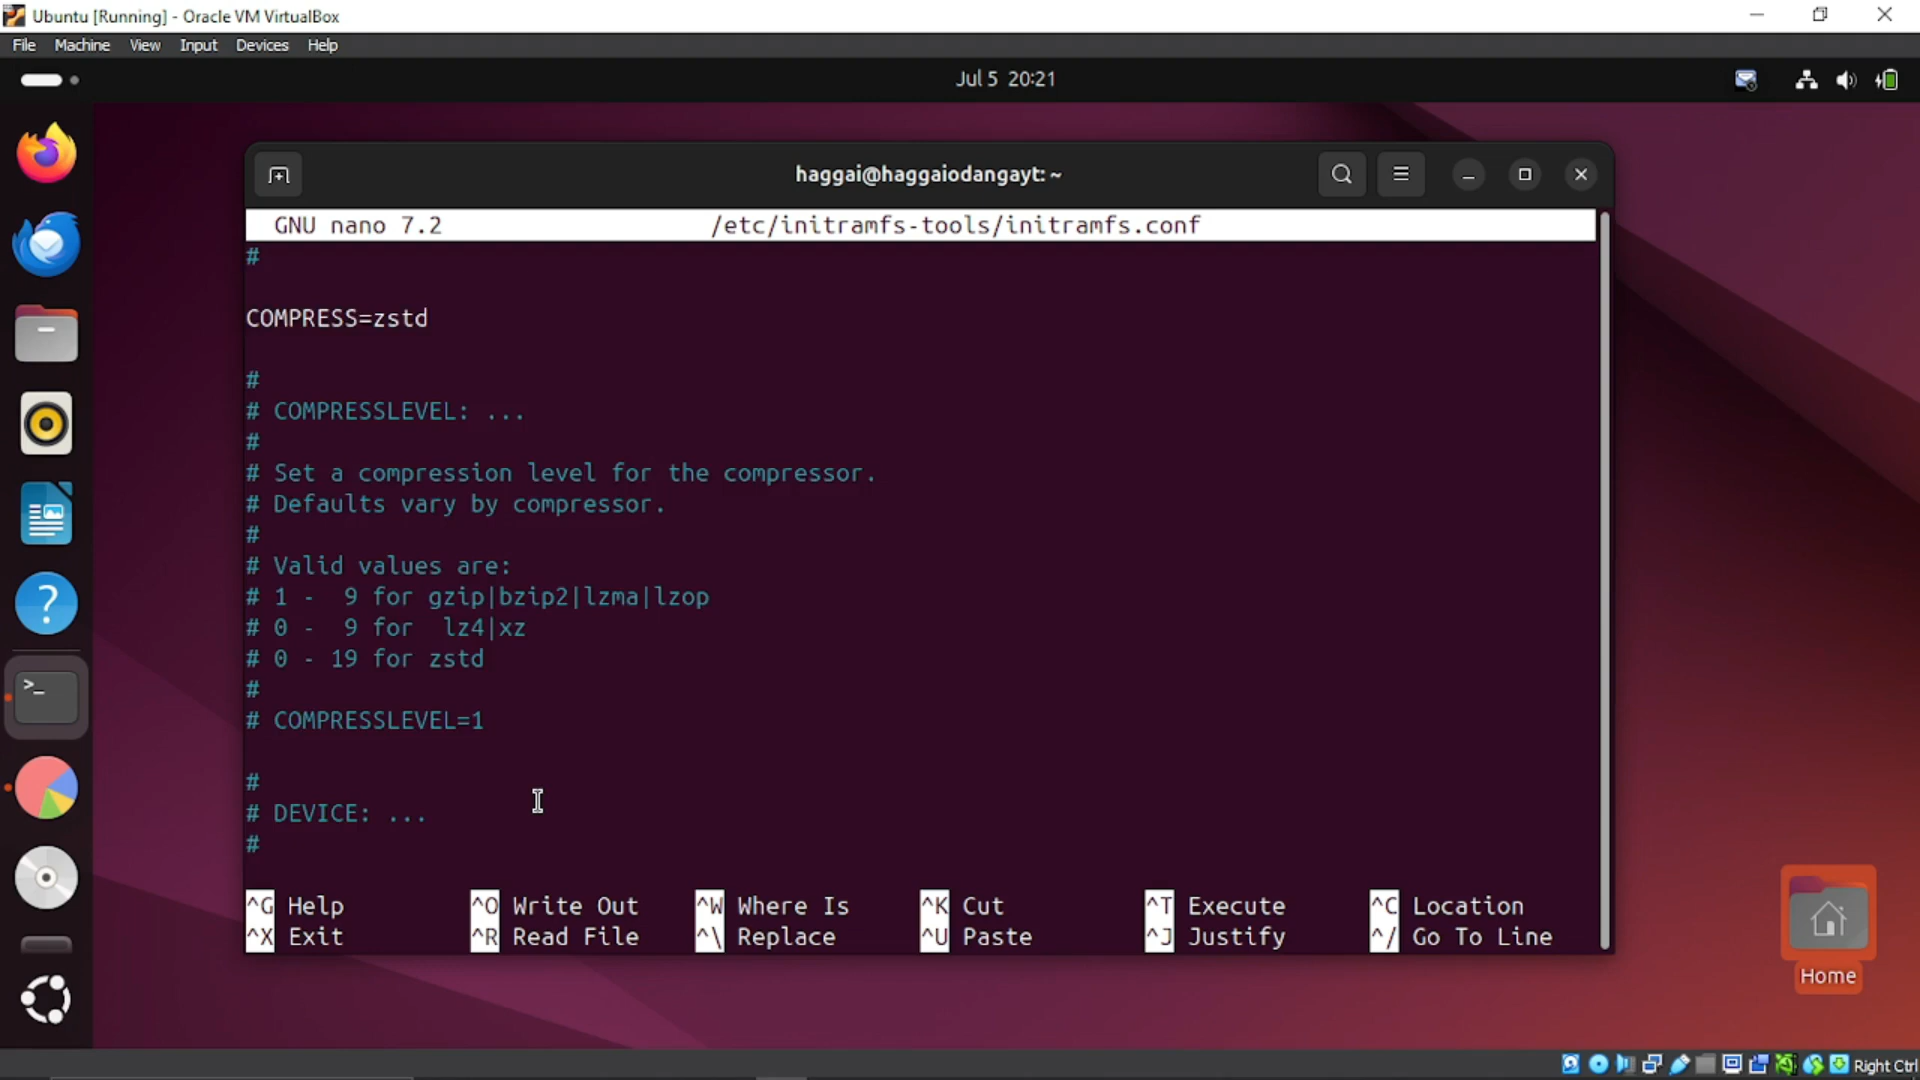 Ubuntu [Running] - Oracle VM VirtualBox
File Machine View Input Devices Help
Jul 5 20:21
haggai@haggaiodangayt: ~
GNU nano 7.2 /etc/initramfs-tools/initramfs.conf
#
COMPRESS=zstd
#
# COMPRESSLEVEL: ...
#
# Set a compression level for the compressor.
# Defaults vary by compressor.
#
# Valid values are:
# 1 -  9 for gzip|bzip2|lzma|lzop
# 0 -  9 for  lz4|xz
# 0 - 19 for zstd
#
# COMPRESSLEVEL=1
#
# DEVICE: ...
#
^G Help ^O Write Out ^W Where Is ^K Cut ^T Execute ^C Location
^X Exit ^R Read File ^\ Replace ^U Paste ^J Justify ^/ Go To Line
Home
Right Ctrl